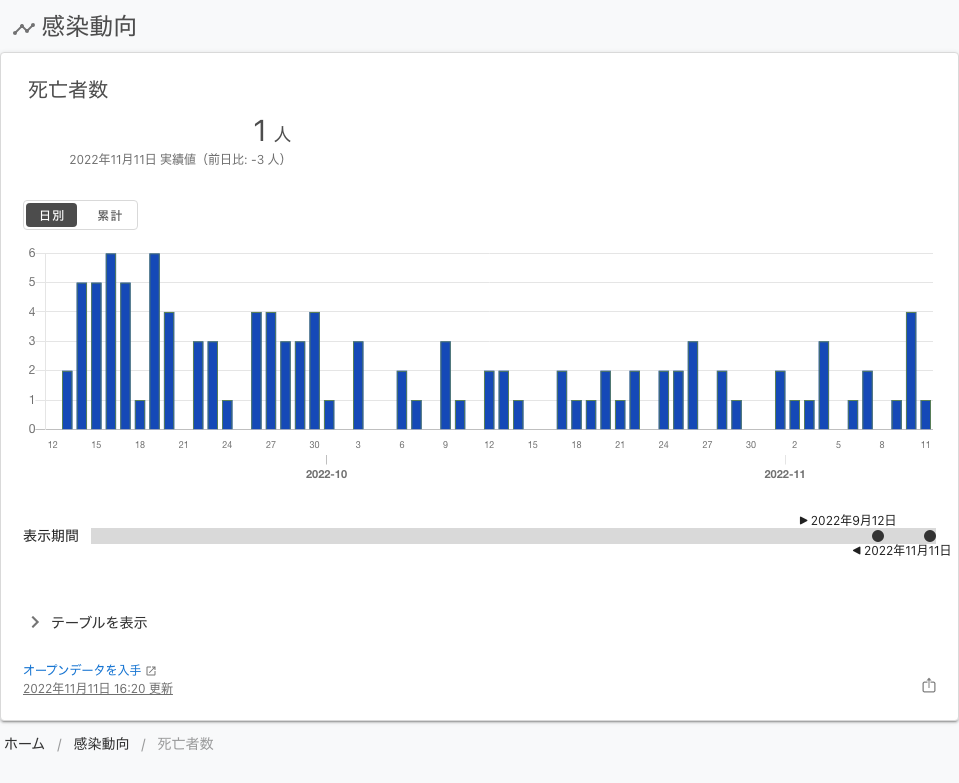 感染動向
死亡者数
1 人
2022年11月11日 実績値（前日比: -3 人）
日別 累計
6
5
4
3
2
1
0
12 15 18 21 24 27 30 3 6 9 12 15 18 21 24 27 30 2 5 8 11
2022-10 2022-11
▶ 2022年9月12日
表示期間
◀ 2022年11月11日
テーブルを表示
オープンデータを入手
2022年11月11日 16:20 更新
ホーム / 感染動向 / 死亡者数